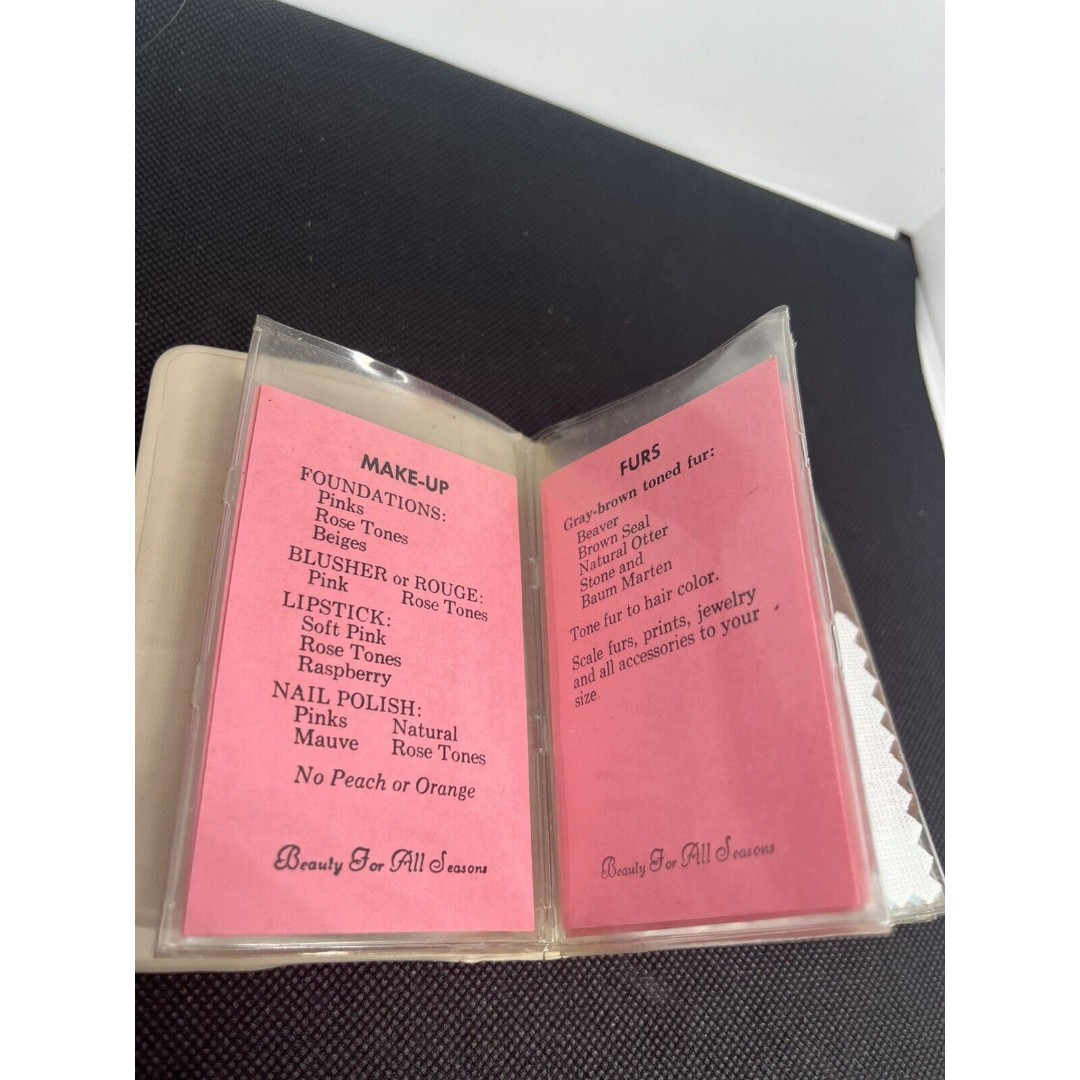 MAKE-UP
FOUNDATIONS:
Pinks
Rose Tones
Beiges
BLUSHER or ROUGE:
Pink Rose Tones
LIPSTICK:
Soft Pink
Rose Tones
Raspberry
NAIL POLISH:
Pinks Natural
Mauve Rose Tones
No Peach or Orange
Beauty For All Seasons
FURS
Gray-brown toned fur:
Beaver
Brown Seal
Natural Otter
Stone and
Baum Marten
Tone fur to hair color.
Scale furs, prints, jewelry
and all accessories to your
size.
Beauty For All Seasons